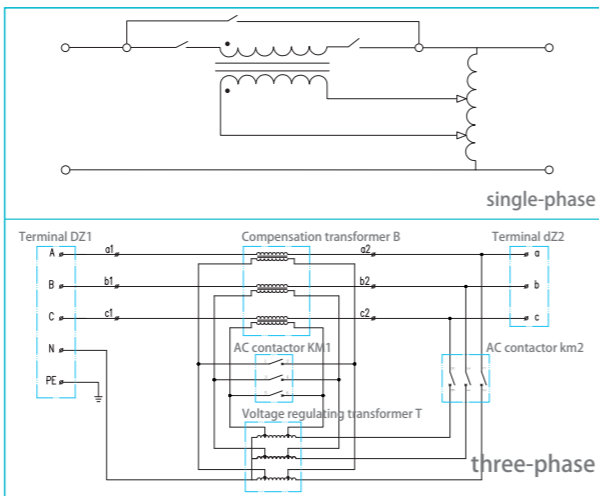 single-phase
Terminal DZ1
Compensation transformer B
Terminal dZ2
A
a1
a2
a
B
b1
b2
b
C
c1
c2
c
N
AC contactor KM1
AC contactor km2
PE
Voltage regulating transformer T
three-phase